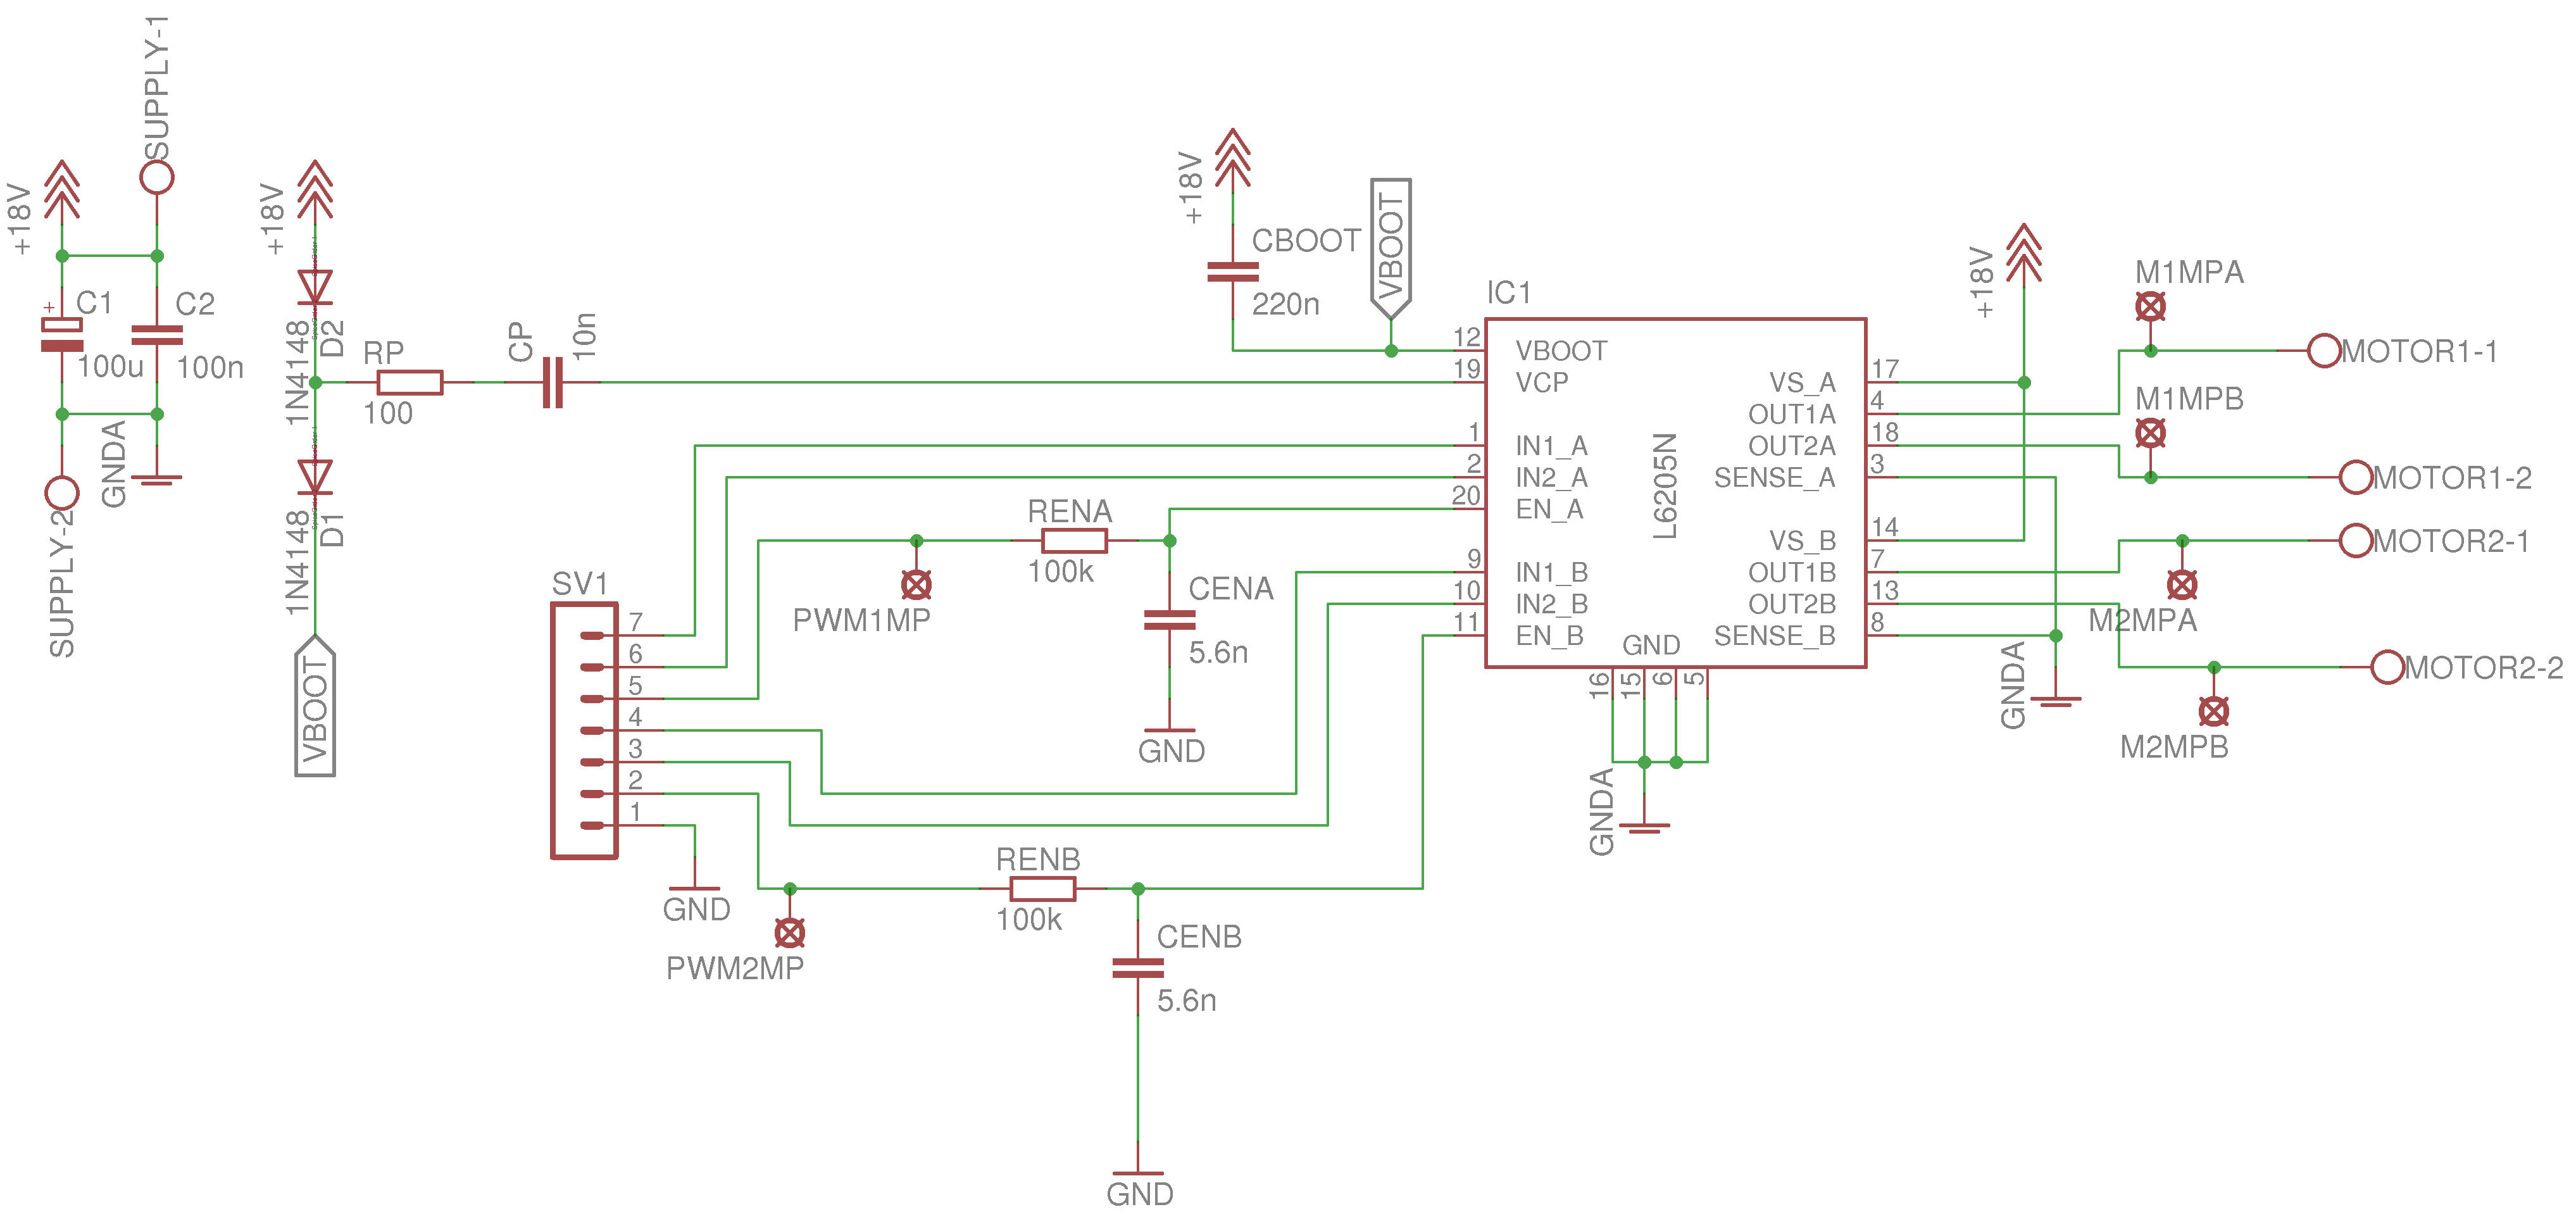 SUPPLY-1
+18V
C1
100u
C2
100n
GNDA
SUPPLY-2
+18V
D2
1N4148
D1
1N4148
VBOOT
RP
100
CP
10n
+18V
CBOOT
220n
VBOOT
IC1
L6205N
12
VBOOT
19
VCP
1
IN1_A
2
IN2_A
20
EN_A
9
IN1_B
10
IN2_B
11
EN_B
VS_A
17
OUT1A
4
OUT2A
18
SENSE_A
3
VS_B
14
OUT1B
7
OUT2B
13
SENSE_B
8
GND
16
15
6
5
GNDA
+18V
GNDA
M1MPA
MOTOR1-1
M1MPB
MOTOR1-2
MOTOR2-1
M2MPA
MOTOR2-2
M2MPB
RENA
100k
PWM1MP
CENA
5.6n
GND
SV1
7
6
5
4
3
2
1
GND
PWM2MP
RENB
100k
CENB
5.6n
GND